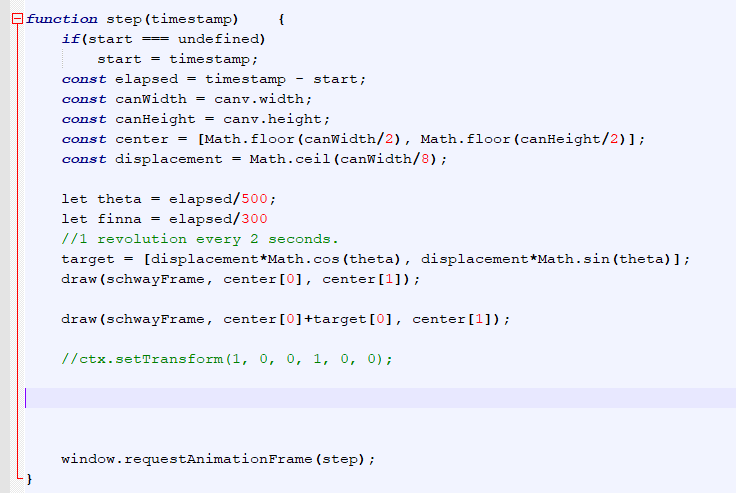 function step(timestamp)    {
    if(start === undefined)
        start = timestamp;
    const elapsed = timestamp - start;
    const canWidth = canv.width;
    const canHeight = canv.height;
    const center = [Math.floor(canWidth/2), Math.floor(canHeight/2)];
    const displacement = Math.ceil(canWidth/8);

    let theta = elapsed/500;
    let finna = elapsed/300
    //1 revolution every 2 seconds.
    target = [displacement*Math.cos(theta), displacement*Math.sin(theta)];
    draw(schwayFrame, center[0], center[1]);

    draw(schwayFrame, center[0]+target[0], center[1]);

    //ctx.setTransform(1, 0, 0, 1, 0, 0);

    window.requestAnimationFrame(step);
}